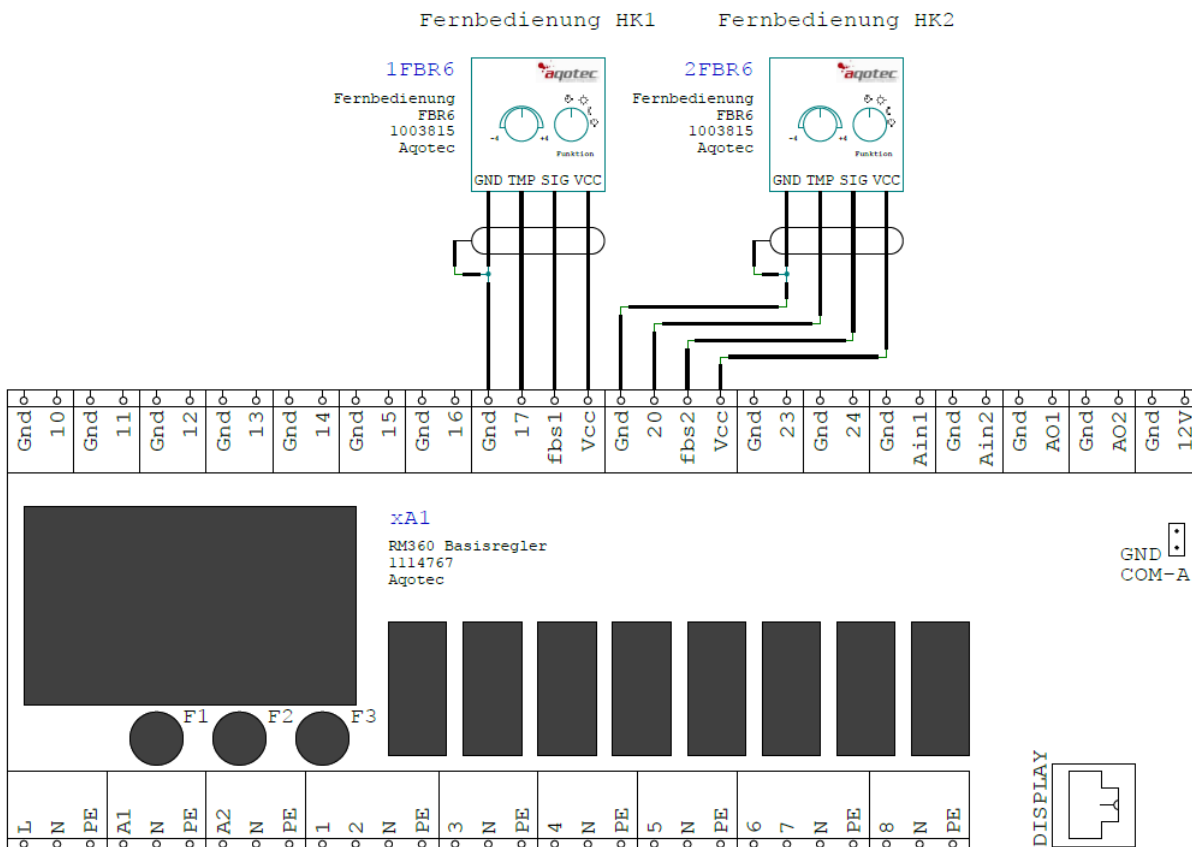 Fernbedienung HK1
Fernbedienung HK2
1FBR6
Fernbedienung
FBR6
1003815
Aqotec
aqotec
-4 +4
Funktion
GND TMP SIG VCC
2FBR6
Fernbedienung
FBR6
1003815
Aqotec
aqotec
-4 +4
Funktion
GND TMP SIG VCC
Gnd 10 Gnd 11 Gnd 12 Gnd 13 Gnd 14 Gnd 15 Gnd 16 Gnd 17 fbs1 Vcc Gnd 20 fbs2 Vcc Gnd 23 Gnd 24 Gnd Ain1 Gnd Ain2 Gnd AO1 Gnd AO2 Gnd 12V
xA1
RM360 Basisregler
1114767
Aqotec
GND
COM-A
F1 F2 F3
DISPLAY
L N PE A1 N PE A2 N PE 1 2 N PE 3 N PE 4 N PE 5 N PE 6 7 N PE 8 N PE